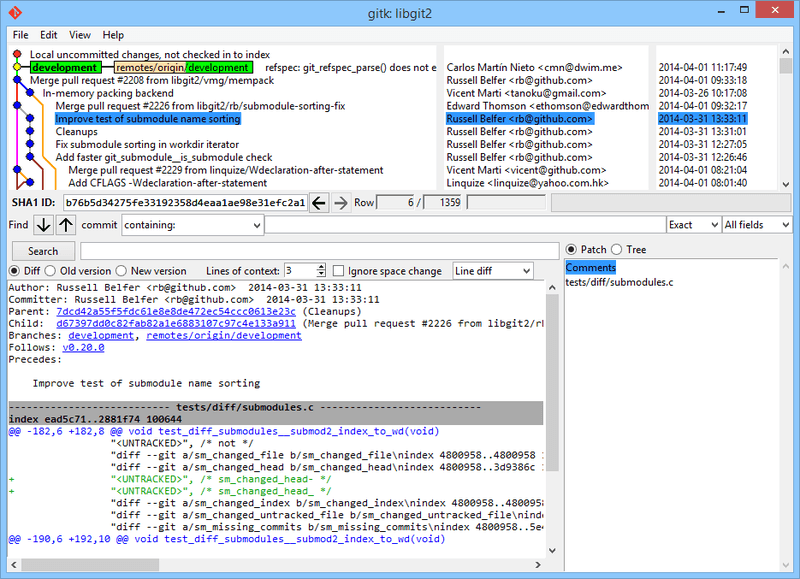 gitk: libgit2
File Edit View Help
Local uncommitted changes, not checked in to index
development remotes/origin/development refspec: git_refspec_parse() does not e Carlos Martín Nieto <cmn@dwim.me> 2014-04-01 11:17:49
Merge pull request #2208 from libgit2/vmg/mempack Russell Belfer <rb@github.com> 2014-04-01 09:33:18
In-memory packing backend Vicent Marti <tanoku@gmail.com> 2014-03-26 10:17:08
Merge pull request #2226 from libgit2/rb/submodule-sorting-fix Edward Thomson <ethomson@edwardthom 2014-04-01 09:32:17
Improve test of submodule name sorting Russell Belfer <rb@github.com> 2014-03-31 13:33:11
Cleanups Russell Belfer <rb@github.com> 2014-03-31 13:31:01
Fix submodule sorting in workdir iterator Russell Belfer <rb@github.com> 2014-03-31 12:27:05
Add faster git_submodule__is_submodule check Russell Belfer <rb@github.com> 2014-03-31 12:26:46
Merge pull request #2229 from linquize/Wdeclaration-after-statement Vicent Marti <vicent@github.com> 2014-04-01 08:21:04
Add CFLAGS -Wdeclaration-after-statement Linquize <linquize@yahoo.com.hk> 2014-04-01 08:01:40
SHA1 ID: b76b5d34275fe33192358d4eaa1ae98e31efc2a1 Row 6 / 1359
Find commit containing: Exact All fields
Search
Diff Old version New version Lines of context: 3 Ignore space change Line diff
Patch Tree
Comments
tests/diff/submodules.c
Author: Russell Belfer <rb@github.com> 2014-03-31 13:33:11
Committer: Russell Belfer <rb@github.com> 2014-03-31 13:33:11
Parent: 7dcd42a55f5fdc61e8e8de472ec54ccc0613e23c (Cleanups)
Child: d67397dd0c82fab82a1e6883107c97c4e133a911 (Merge pull request #2226 from libgit2/rb
Branches: development, remotes/origin/development
Follows: v0.20.0
Precedes:
Improve test of submodule name sorting
------------------------ tests/diff/submodules.c ------------------------
index ead5c71..2881f74 100644
@@ -182,6 +182,8 @@ void test_diff_submodules__submod2_index_to_wd(void)
"<UNTRACKED>", /* not */
"diff --git a/sm_changed_file b/sm_changed_file\nindex 4800958..4800958
"diff --git a/sm_changed_head b/sm_changed_head\nindex 4800958..3d9386c
+ "<UNTRACKED>", /* sm_changed_head- */
+ "<UNTRACKED>", /* sm_changed_head_ */
"diff --git a/sm_changed_index b/sm_changed_index\nindex 4800958..480095
"diff --git a/sm_changed_untracked_file b/sm_changed_untracked_file\ninde
"diff --git a/sm_missing_commits b/sm_missing_commits\nindex 4800958..5e4
@@ -190,6 +192,10 @@ void test_diff_submodules__submod2_index_to_wd(void)